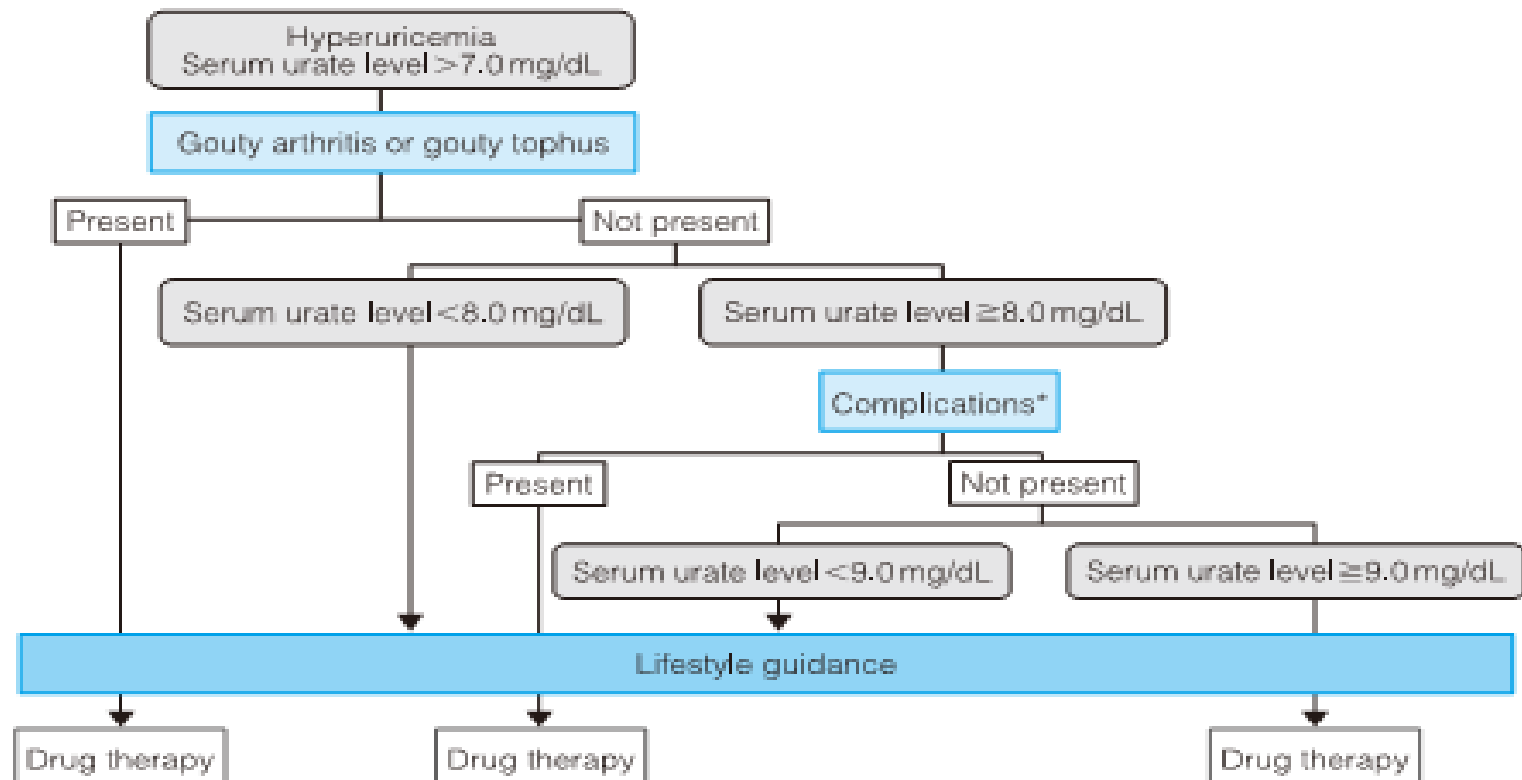 Hyperuricemia
Serum urate level>7.0 mg/dL
Gouty arthritis or gouty tophus
Present
Not present
Serum urate level<8.0 mg/dL
Serum urate level≧8.0 mg/dL
Complications*
Present
Not present
Serum urate level<9.0 mg/dL
Serum urate level≧9.0 mg/dL
Lifestyle guidance
Drug therapy
Drug therapy
Drug therapy